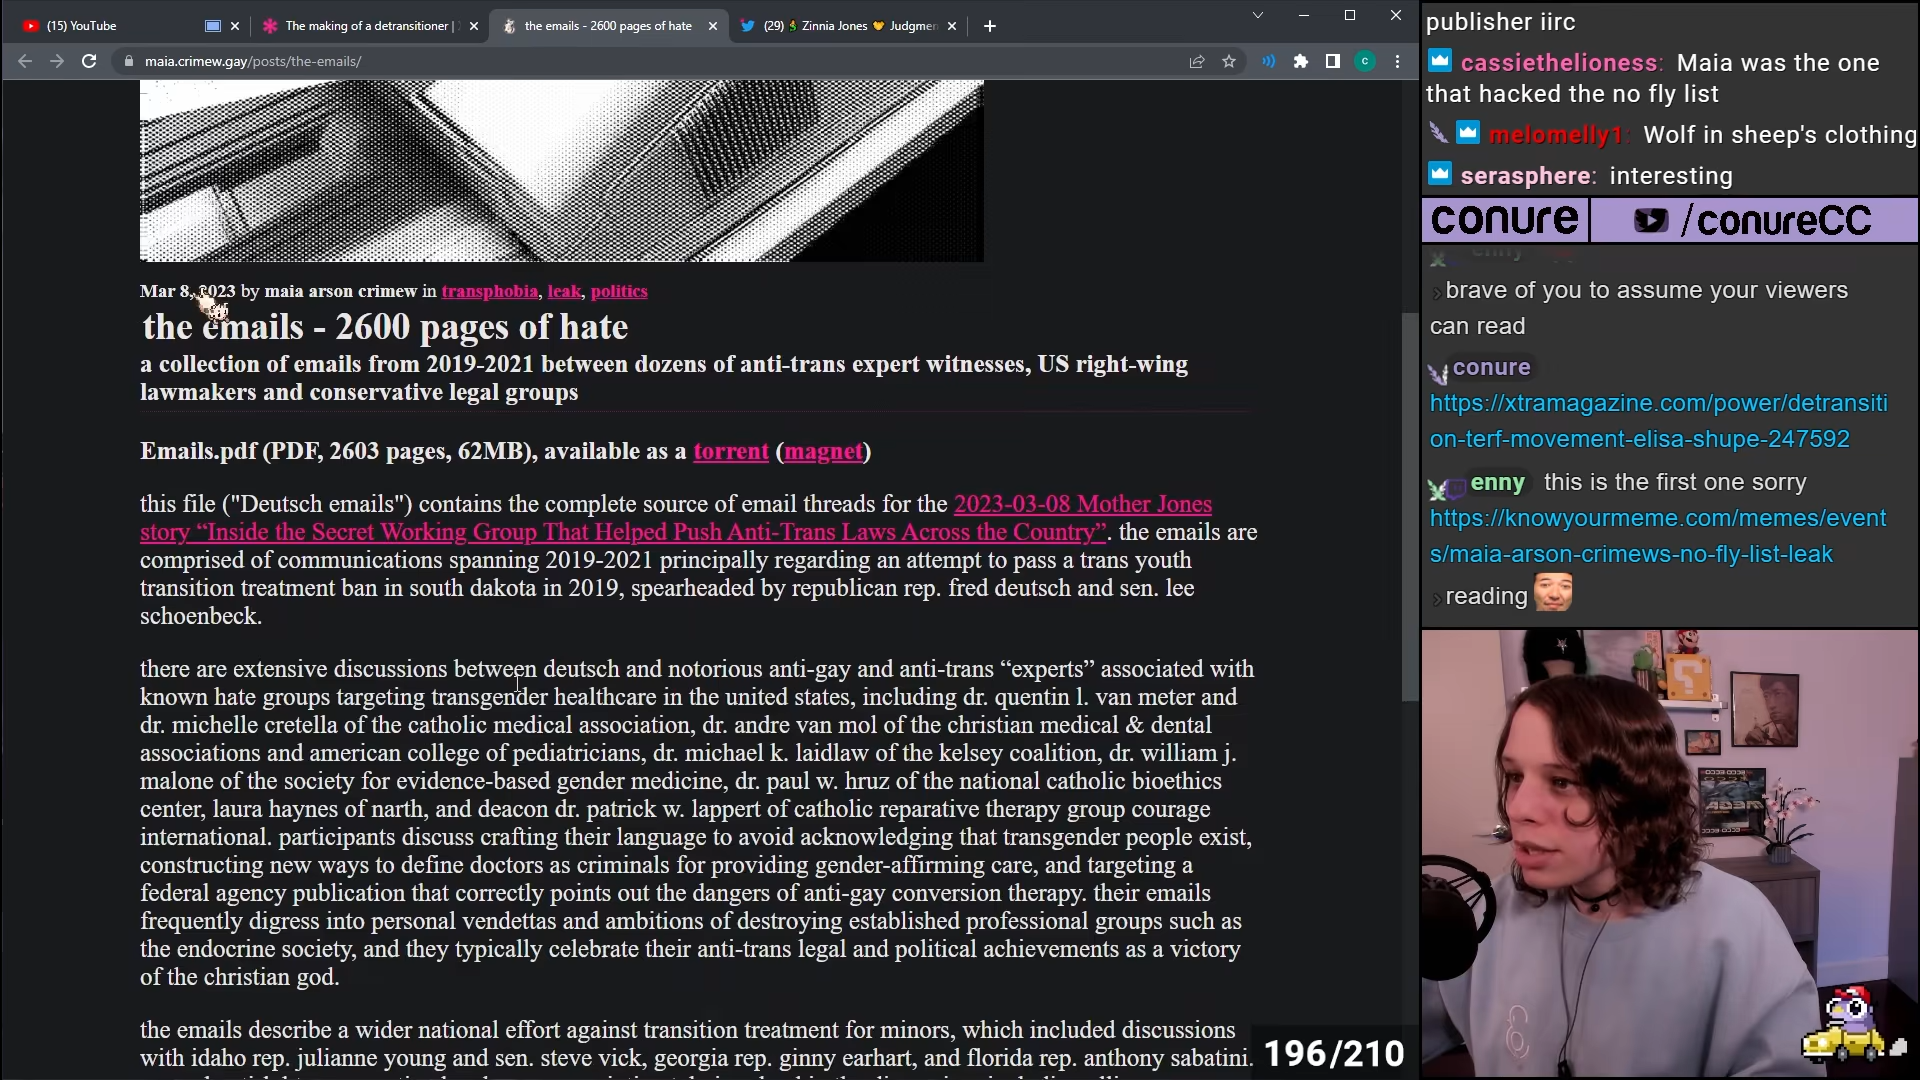 (15) YouTube
The making of a detransitioner |
the emails - 2600 pages of hate
(29) Zinnia Jones Judgmen
maia.crimew.gay/posts/the-emails/
C
Mar 8, 2023 by maia arson crimew in transphobia, leak, politics
the emails - 2600 pages of hate
a collection of emails from 2019-2021 between dozens of anti-trans expert witnesses, US right-wing
lawmakers and conservative legal groups
Emails.pdf (PDF, 2603 pages, 62MB), available as a torrent (magnet)
this file ("Deutsch emails") contains the complete source of email threads for the 2023-03-08 Mother Jones
story “Inside the Secret Working Group That Helped Push Anti-Trans Laws Across the Country”. the emails are
comprised of communications spanning 2019-2021 principally regarding an attempt to pass a trans youth
transition treatment ban in south dakota in 2019, spearheaded by republican rep. fred deutsch and sen. lee
schoenbeck.
there are extensive discussions between deutsch and notorious anti-gay and anti-trans “experts” associated with
known hate groups targeting transgender healthcare in the united states, including dr. quentin l. van meter and
dr. michelle cretella of the catholic medical association, dr. andre van mol of the christian medical & dental
associations and american college of pediatricians, dr. michael k. laidlaw of the kelsey coalition, dr. william j.
malone of the society for evidence-based gender medicine, dr. paul w. hruz of the national catholic bioethics
center, laura haynes of narth, and deacon dr. patrick w. lappert of catholic reparative therapy group courage
international. participants discuss crafting their language to avoid acknowledging that transgender people exist,
constructing new ways to define doctors as criminals for providing gender-affirming care, and targeting a
federal agency publication that correctly points out the dangers of anti-gay conversion therapy. their emails
frequently digress into personal vendettas and ambitions of destroying established professional groups such as
the endocrine society, and they typically celebrate their anti-trans legal and political achievements as a victory
of the christian god.
the emails describe a wider national effort against transition treatment for minors, which included discussions
with idaho rep. julianne young and sen. steve vick, georgia rep. ginny earhart, and florida rep. anthony sabatini.
196/210
publisher iirc
cassiethelioness: Maia was the one
that hacked the no fly list
melomelly1: Wolf in sheep's clothing
serasphere: interesting
conure /conureCC
enny
brave of you to assume your viewers
can read
conure
https://xtramagazine.com/power/detransiti
on-terf-movement-elisa-shupe-247592
enny this is the first one sorry
https://knowyourmeme.com/memes/event
s/maia-arson-crimews-no-fly-list-leak
reading